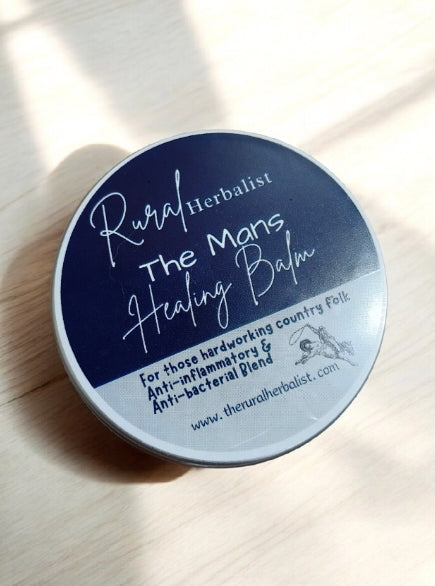 Rural Herbalist
The Mans
Healing Balm
For those hardworking country folk
Anti-inflammatory &
Anti-bacterial Blend
www.theruralherbalist.com